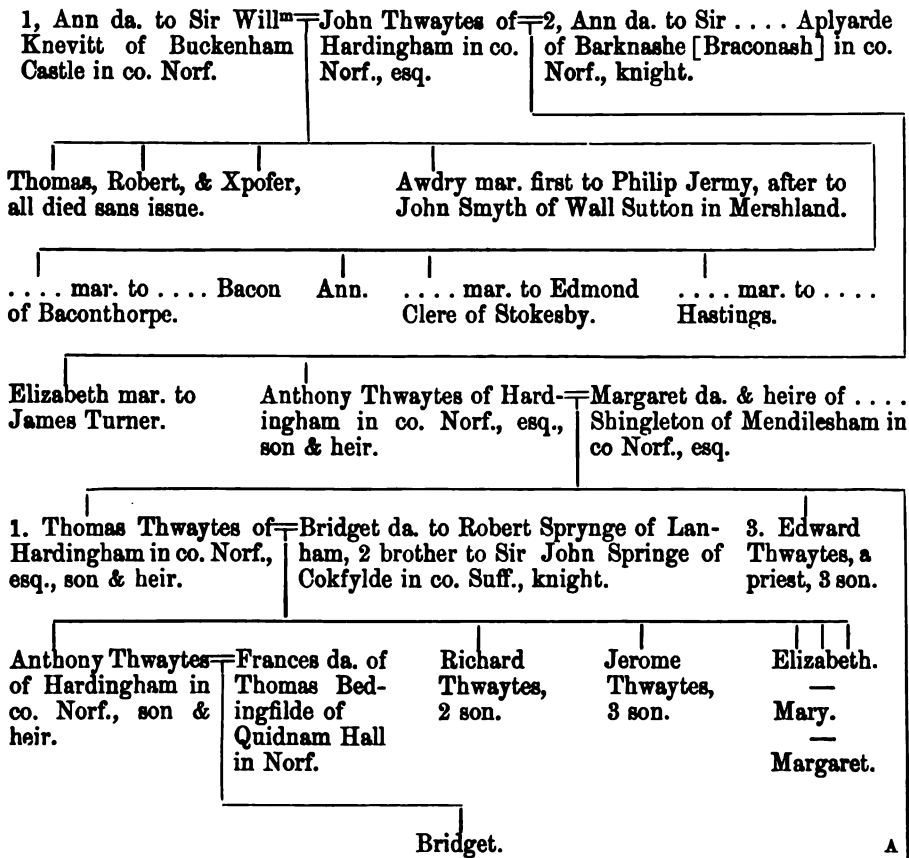 1, Ann da. to Sir Willᵐ
Knevitt of Buckenham
Castle in co. Norf.
John Thwaytes of
Hardingham in co.
Norf., esq.
2, Ann da. to Sir .... Aplyarde
of Barknashe [Braconash] in co.
Norf., knight.
Thomas, Robert, & Xpofer,
all died sans issue.
Awdry mar. first to Philip Jermy, after to
John Smyth of Wall Sutton in Mershland.
.... mar. to .... Bacon
of Baconthorpe.
Ann.
.... mar. to Edmond
Clere of Stokesby.
.... mar. to ....
Hastings.
Elizabeth mar. to
James Turner.
Anthony Thwaytes of Hard-
ingham in co. Norf., esq.,
son & heir.
Margaret da. & heire of ....
Shingleton of Mendilesham in
co Norf., esq.
1. Thomas Thwaytes of
Hardingham in co. Norf.,
esq., son & heir.
Bridget da. to Robert Sprynge of Lan-
ham, 2 brother to Sir John Springe of
Cokfylde in co. Suff., knight.
3. Edward
Thwaytes, a
priest, 3 son.
Anthony Thwaytes
of Hardingham in
co. Norf., son &
heir.
Frances da. of
Thomas Bed-
ingfilde of
Quidnam Hall
in Norf.
Richard
Thwaytes,
2 son.
Jerome
Thwaytes,
3 son.
Elizabeth.
—
Mary.
—
Margaret.
Bridget.
A